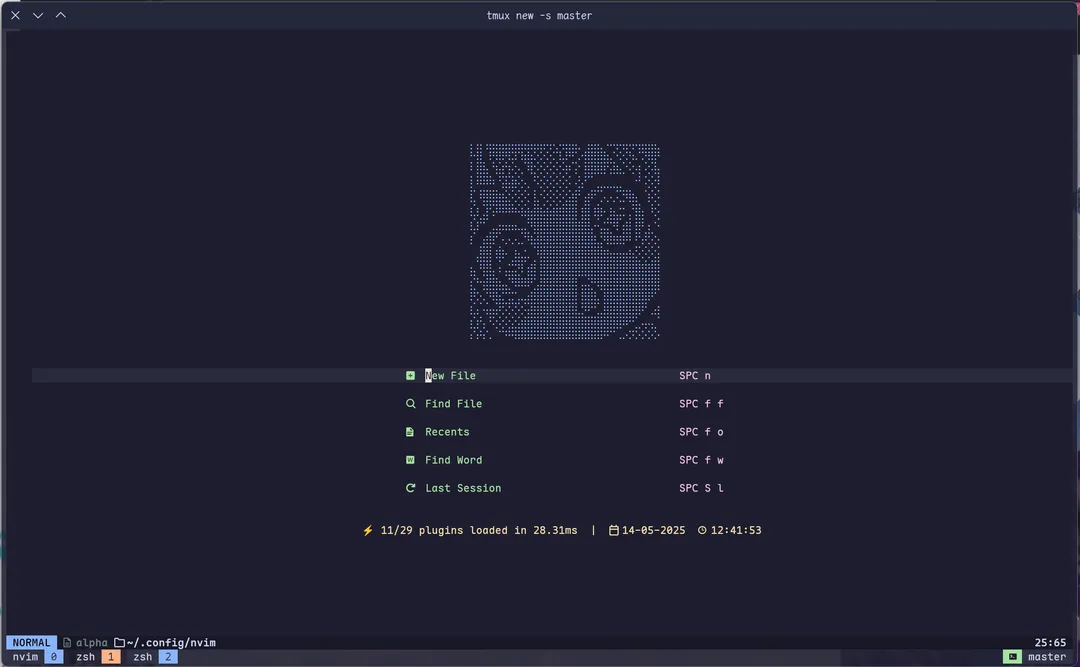 tmux new -s master
New File SPC n
Find File SPC f f
Recents SPC f o
Find Word SPC f w
Last Session SPC S l
11/29 plugins loaded in 28.31ms | 14-05-2025 12:41:53
NORMAL alpha ~/.config/nvim 25:65
nvim 0 zsh 1 zsh 2 master